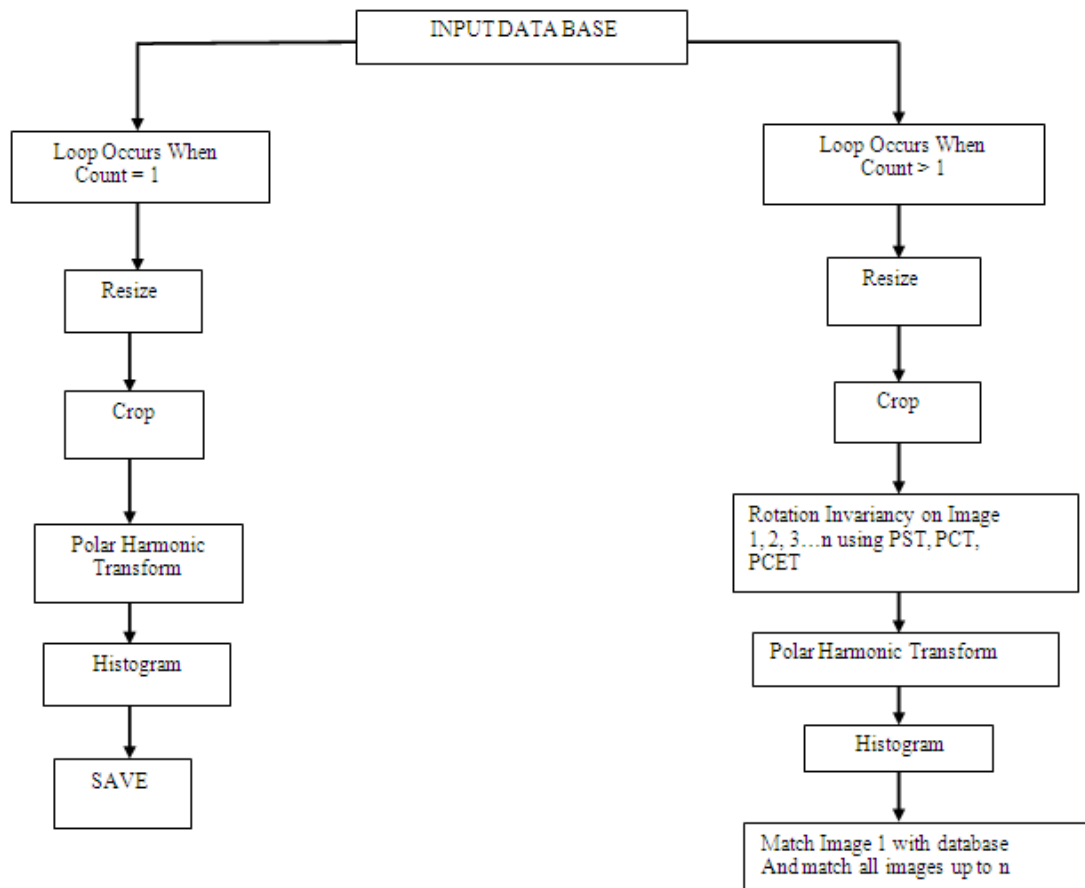 INPUT DATA BASE
Loop Occurs When
Count = 1
Resize
Crop
Polar Harmonic
Transform
Histogram
SAVE
Loop Occurs When
Count > 1
Resize
Crop
Rotation Invariancy on Image
1, 2, 3…n using PST, PCT,
PCET
Polar Harmonic Transform
Histogram
Match Image 1 with database
And match all images up to n